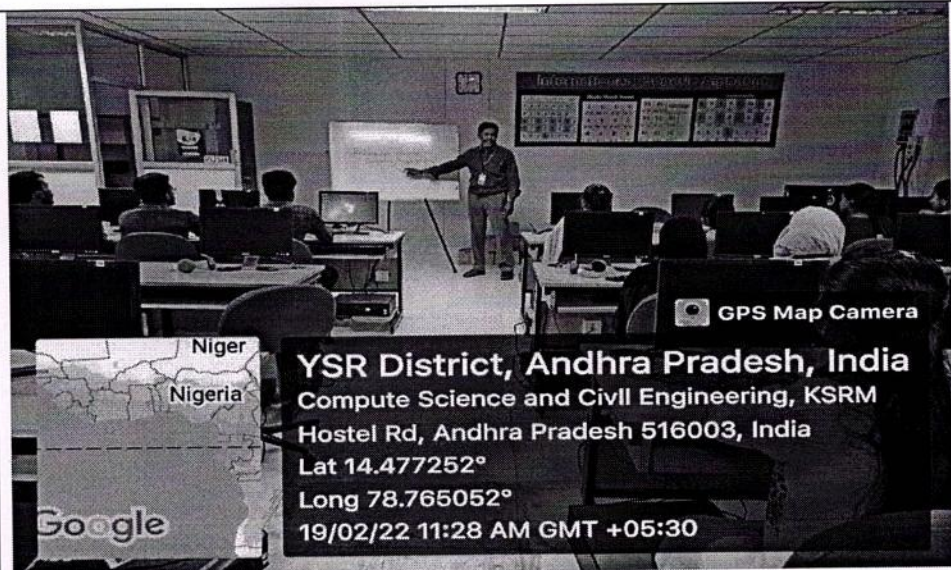 PUSH
GPS Map Camera
Niger
Nigeria
Google
YSR District, Andhra Pradesh, India
Compute Science and Civil Engineering, KSRM
Hostel Rd, Andhra Pradesh 516003, India
Lat 14.477252°
Long 78.765052°
19/02/22 11:28 AM GMT +05:30